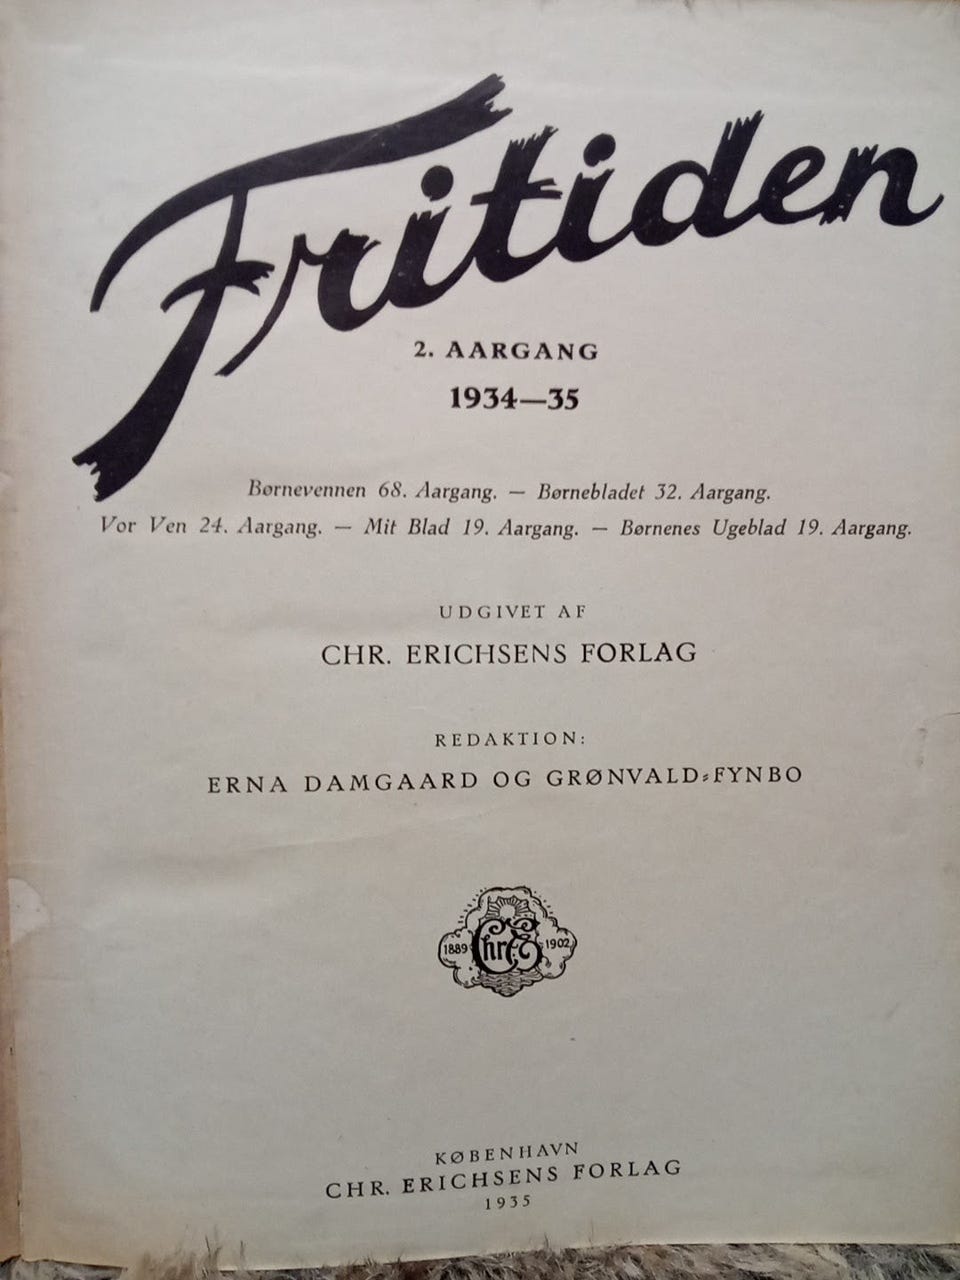 Fritiden
2. AARGANG
1934—35
Børnevennen 68. Aargang. — Børnebladet 32. Aargang.
Vor Ven 24. Aargang. — Mit Blad 19. Aargang. — Børnenes Ugeblad 19. Aargang.
UDGIVET AF
CHR. ERICHSENS FORLAG
REDAKTION:
ERNA DAMGAARD OG GRØNVALD-FYNBO
1889 Chr. E 1902
KØBENHAVN
CHR. ERICHSENS FORLAG
1935